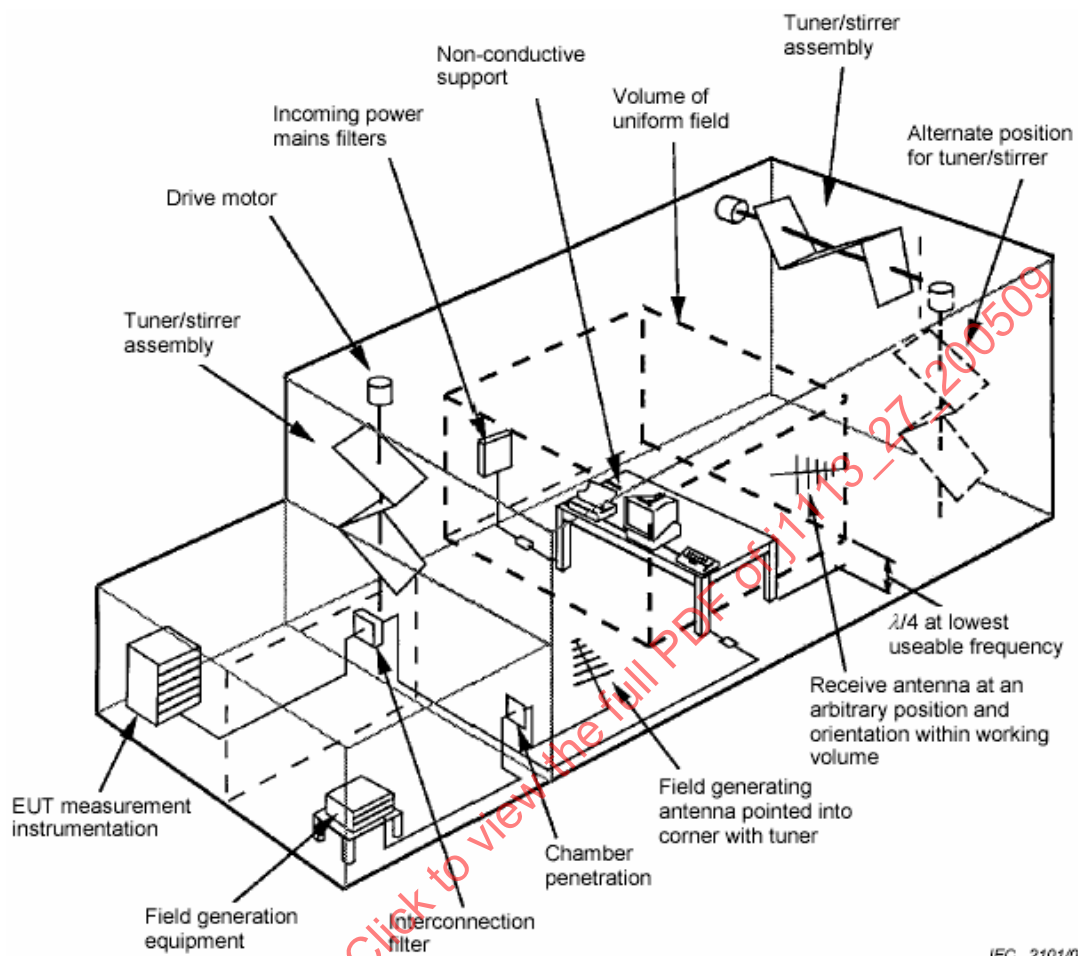 Tuner/stirrer
assembly
Non-conductive
support
Volume of
uniform field
Incoming power
mains filters
Alternate position
for tuner/stirrer
Drive motor
Tuner/stirrer
assembly
λ/4 at lowest
useable frequency
Receive antenna at an
arbitrary position and
orientation within working
volume
Field generating
antenna pointed into
corner with tuner
EUT measurement
instrumentation
Chamber
penetration
Field generation
equipment
Interconnection
filter
Click to view the full PDF of j1113_27_200509
IEC 2101/0